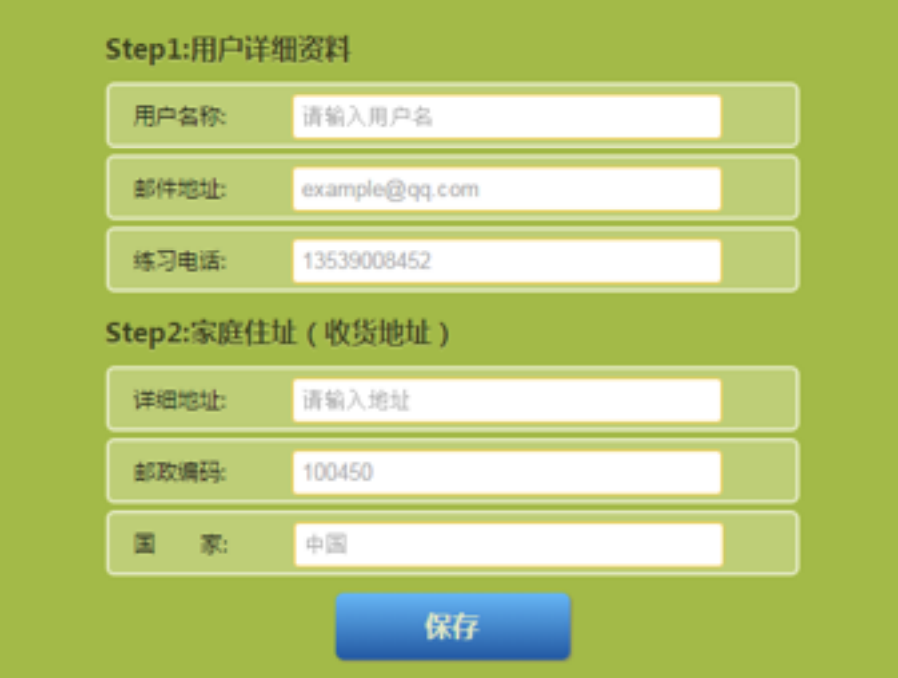 Step1:用户详细资料
用户名称: 请输入用户名
邮件地址: example@qq.com
练习电话: 13539008452
Step2:家庭住址（收货地址）
详细地址: 请输入地址
邮政编码: 100450
国 家: 中国
保存